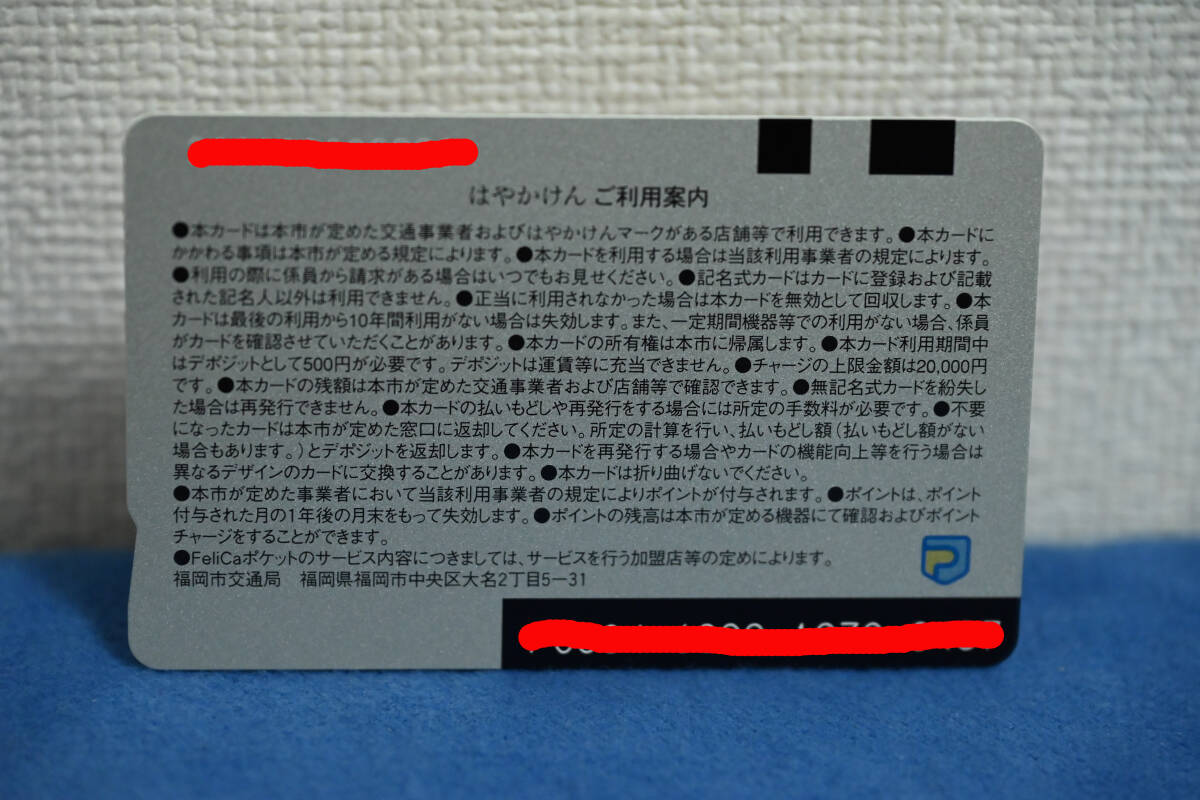 はやかけん ご利用案内
●本カードは本市が定めた交通事業者およびはやかけんマークがある店舗等で利用できます。●本カードに
かかわる事項は本市が定める規定によります。●本カードを利用する場合は当該利用事業者の規定によります。
●利用の際に係員から請求がある場合はいつでもお見せください。●記名式カードはカードに登録および記載
された記名人以外は利用できません。●正当に利用されなかった場合は本カードを無効として回収します。●本
カードは最後の利用から10年間利用がない場合は失効します。また、一定期間機器等での利用がない場合、係員
がカードを確認させていただくことがあります。●本カードの所有権は本市に帰属します。●本カード利用期間中
はデポジットとして500円が必要です。デポジットは運賃等に充当できません。●チャージの上限金額は20,000円
です。●本カードの残額は本市が定めた交通事業者および店舗等で確認できます。●無記名式カードを紛失し
た場合は再発行できません。●本カードの払いもどしや再発行をする場合には所定の手数料が必要です。●不要
になったカードは本市が定めた窓口に返却してください。所定の計算を行い、払いもどし額（払いもどし額がない
場合もあります。）とデポジットを返却します。●本カードを再発行する場合やカードの機能向上等を行う場合は
異なるデザインのカードに交換することがあります。●本カードは折り曲げないでください。
●本市が定めた事業者において当該利用事業者の規定によりポイントが付与されます。●ポイントは、ポイント
付与された月の1年後の月末をもって失効します。●ポイントの残高は本市が定める機器にて確認およびポイント
チャージをすることができます。
●FeliCaポケットのサービス内容につきましては、サービスを行う加盟店等の定めによります。
福岡市交通局　福岡県福岡市中央区大名2丁目5−31